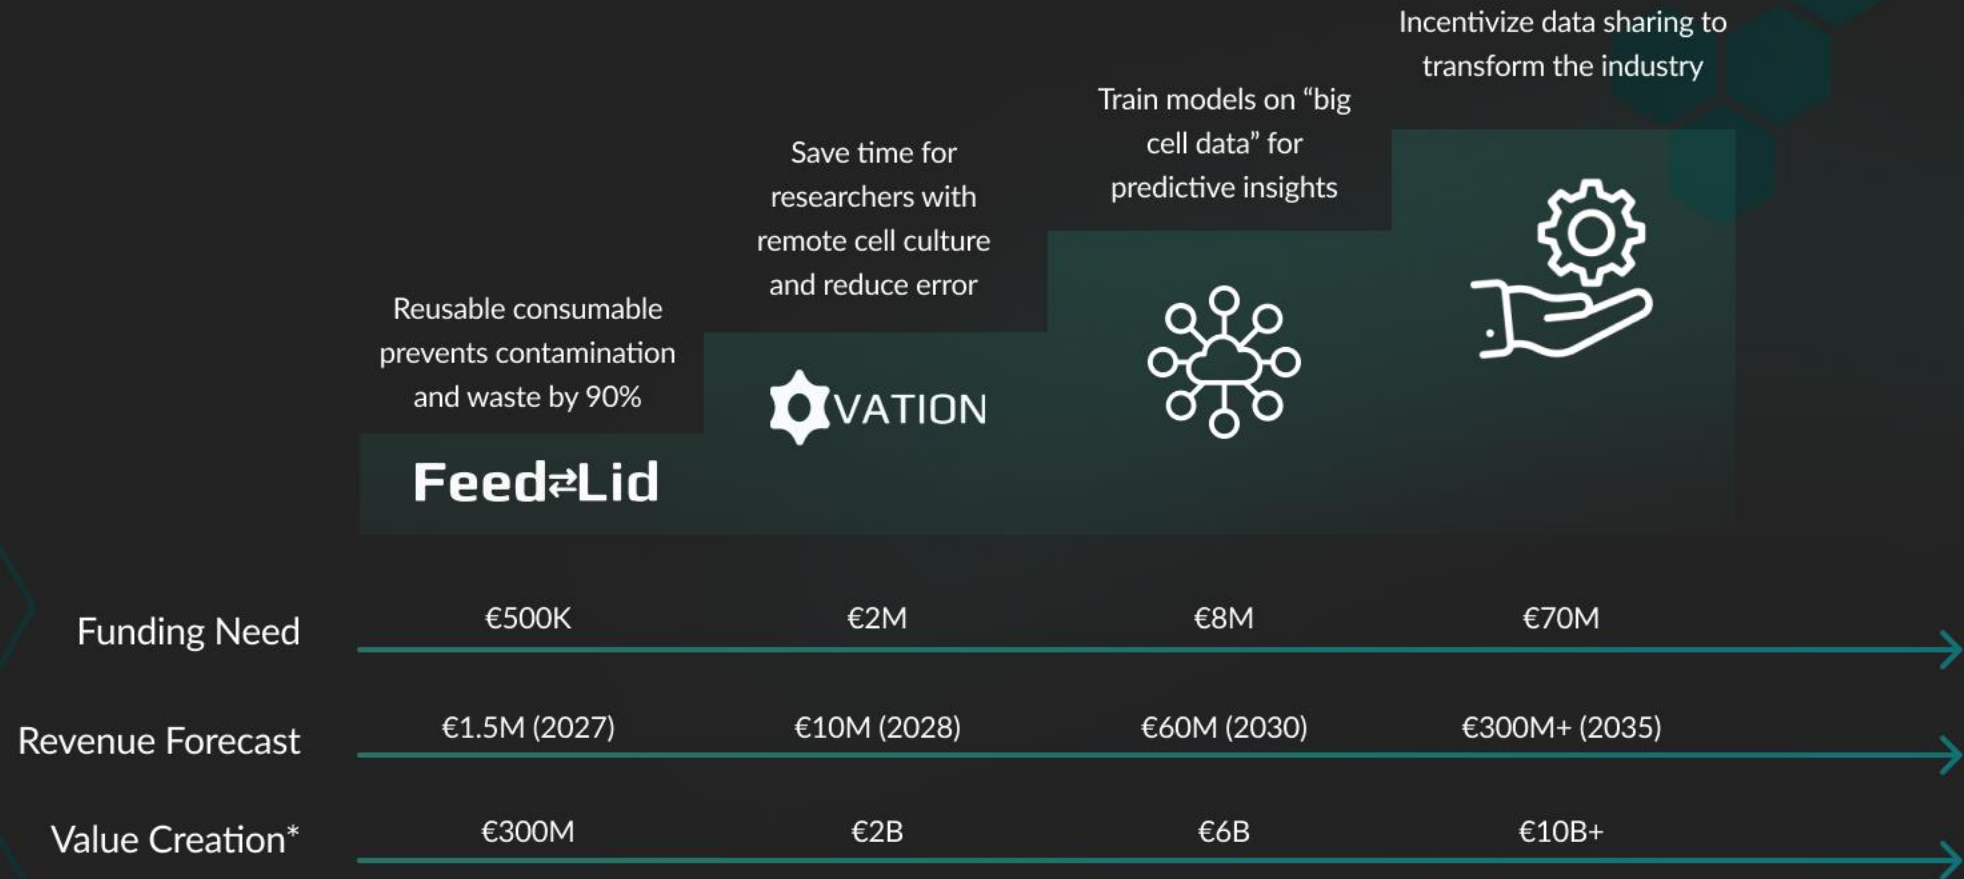 Incentivize data sharing to
transform the industry
Train models on “big
cell data” for
predictive insights
Save time for
researchers with
remote cell culture
and reduce error
Reusable consumable
prevents contamination
and waste by 90%
Feed⇄Lid
OVATION
Funding Need €500K €2M €8M €70M
Revenue Forecast €1.5M (2027) €10M (2028) €60M (2030) €300M+ (2035)
Value Creation* €300M €2B €6B €10B+